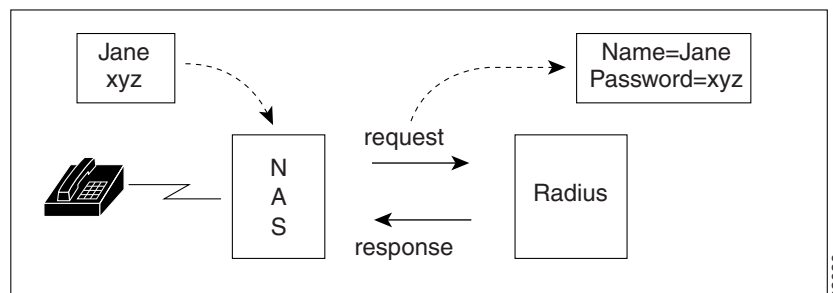 Jane
xyz
Name=Jane
Password=xyz
request
N
A
S
Radius
response